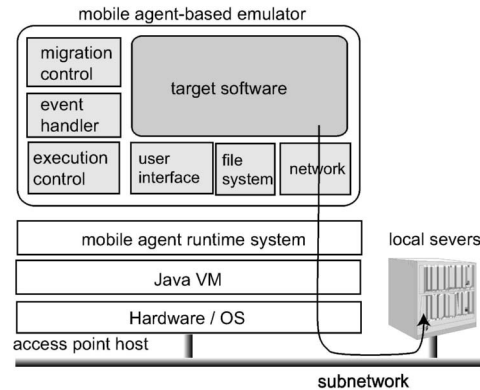 mobile agent-based emulator
migration
control
target software
event
handler
execution
control
user
interface
file
system
network
mobile agent runtime system
local severs
Java VM
Hardware / OS
access point host
subnetwork